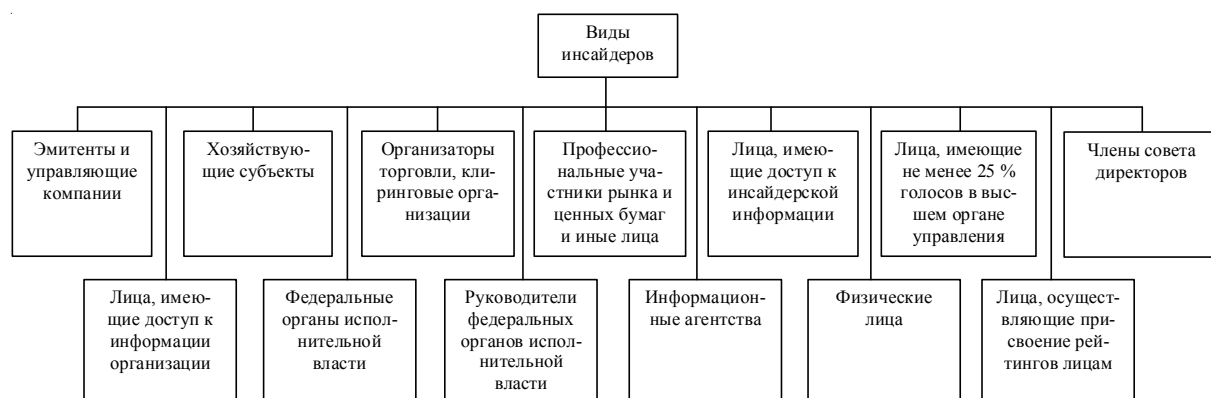 Виды
инсайдеров
Эмитенты и
управляющие
компании
Хозяйствую-
щие субъекты
Организаторы
торговли, кли-
ринговые орга-
низации
Профессио-
нальные уча-
стники рынка и
ценных бумаг
и иные лица
Лица, имею-
щие доступ к
инсайдерской
информации
Лица, имеющие
не менее 25 %
голосов в выс-
шем органе
управления
Члены совета
директоров
Лица, имею-
щие доступ к
информации
организации
Федеральные
органы испол-
нительной
власти
Руководители
федеральных
органов испол-
нительной
власти
Информацион-
ные агентства
Физические
лица
Лица, осущест-
вляющие при-
своение рей-
тингов лицам